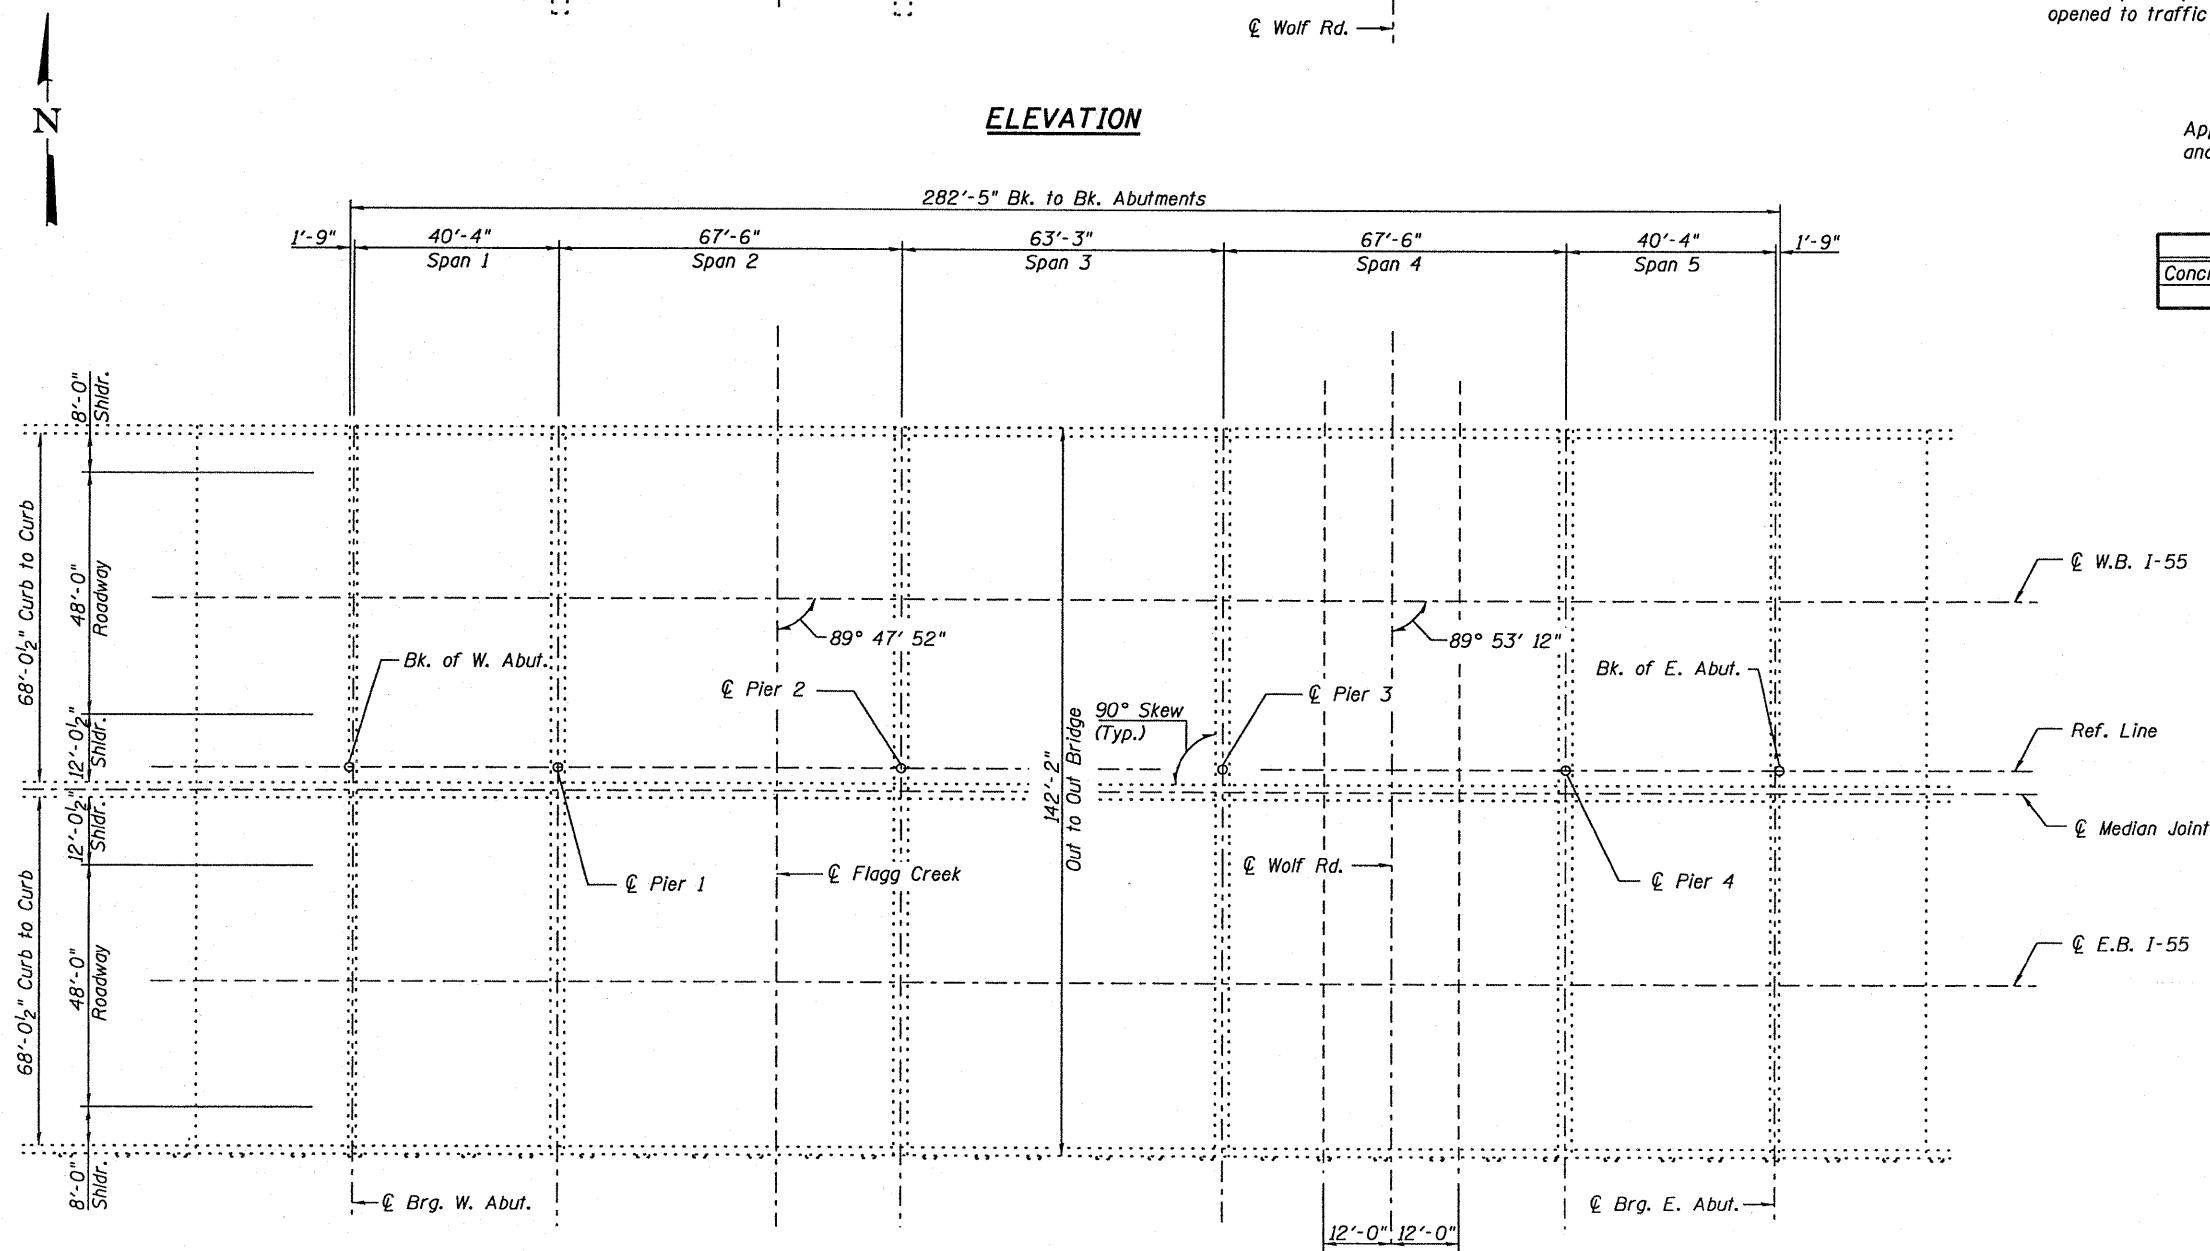 ℄ Wolf Rd.
opened to traffic
N
ELEVATION
and
282'-5" Bk. to Bk. Abutments
1'-9" 40'-4" 67'-6" 63'-3" 67'-6" 40'-4" 1'-9"
Span 1 Span 2 Span 3 Span 4 Span 5
8'-0"
Shldr.
68'-0½" Curb to Curb
48'-0"
Roadway
℄ W.B. I-55
89° 47' 52"
89° 53' 12"
Bk. of W. Abut.
Bk. of E. Abut.
℄ Pier 2
℄ Pier 3
90° Skew
(Typ.)
12'-0½"
Shldr.
Ref. Line
142'-2"
Out to Out Bridge
12'-0½"
Shldr.
℄ Median Joint
℄ Pier 1
℄ Flagg Creek
℄ Wolf Rd.
℄ Pier 4
68'-0½" Curb to Curb
48'-0"
Roadway
℄ E.B. I-55
8'-0"
Shldr.
℄ Brg. W. Abut.
℄ Brg. E. Abut.
12'-0" 12'-0"